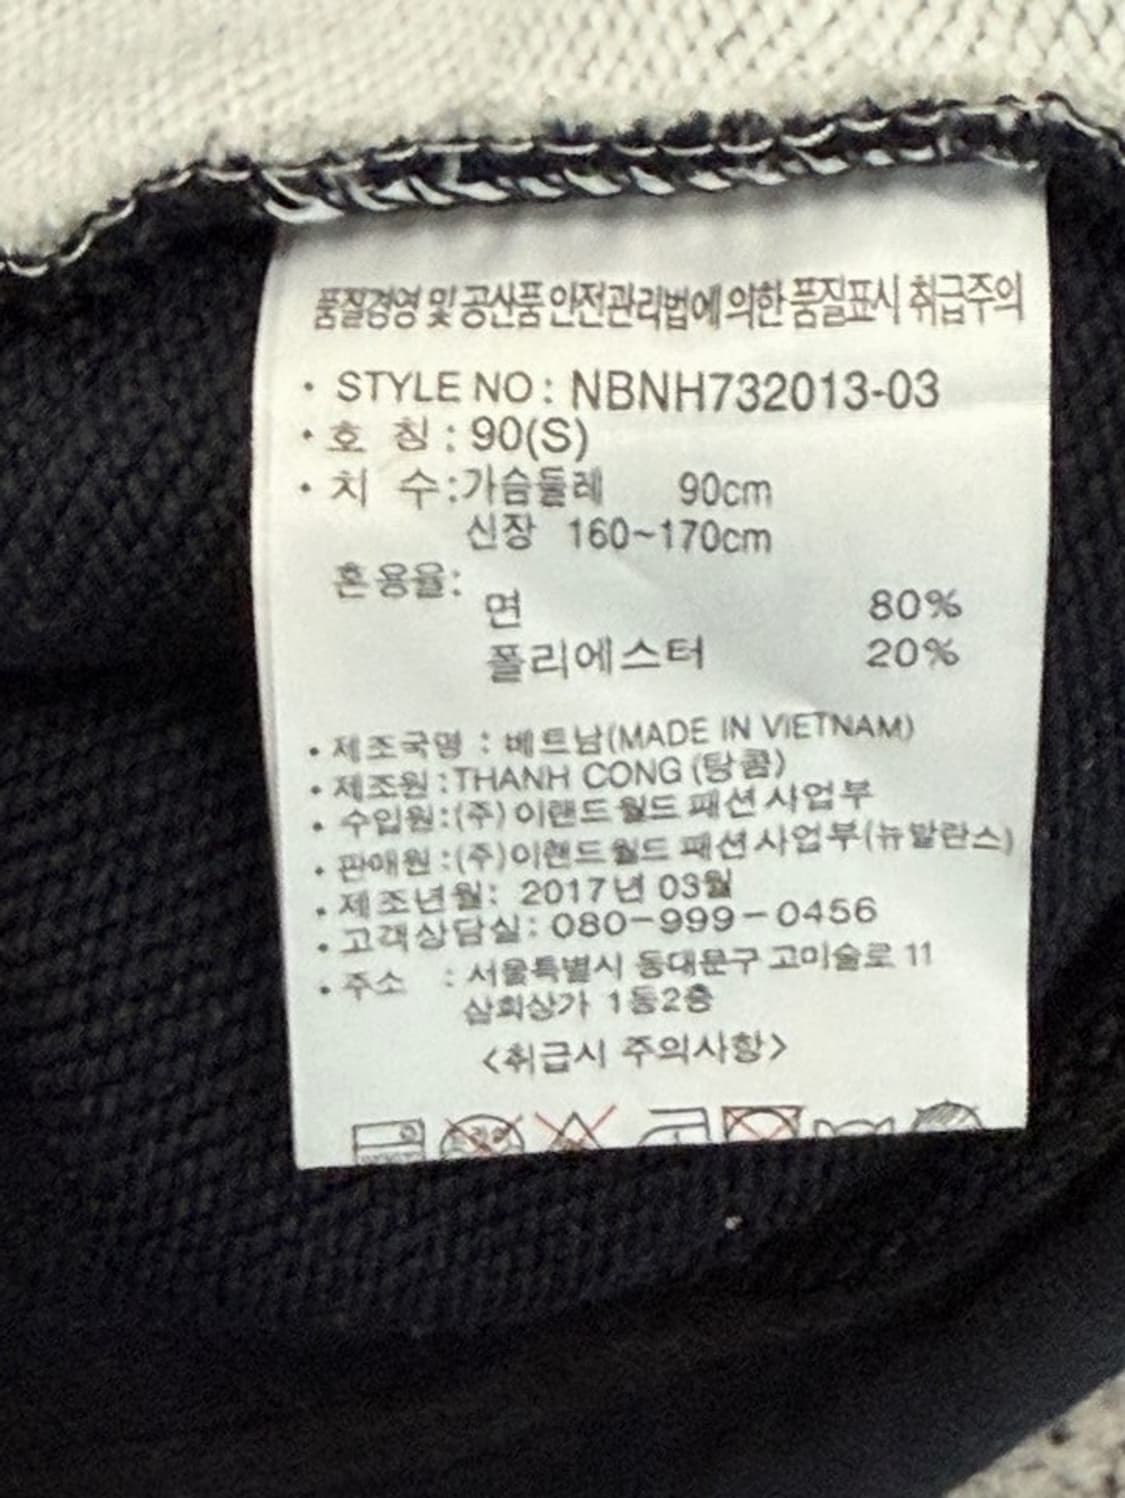 품질경영 및 공산품 안전관리법에 의한 품질표시 취급주의
· STYLE NO : NBNH732013-03
· 호 칭 : 90(S)
· 치 수 : 가슴둘레 90cm
신장 160~170cm
혼용율:
면 80%
폴리에스터 20%
· 제조국명 : 베트남(MADE IN VIETNAM)
· 제조원 : THANH CONG (탕콤)
· 수입원 : (주)이랜드월드 패션사업부
· 판매원 : (주)이랜드월드 패션사업부(뉴발란스)
· 제조년월: 2017년 03월
· 고객상담실: 080-999-0456
· 주소 : 서울특별시 동대문구 고미술로 11
삼희상가 1동2층
<취급시 주의사항>